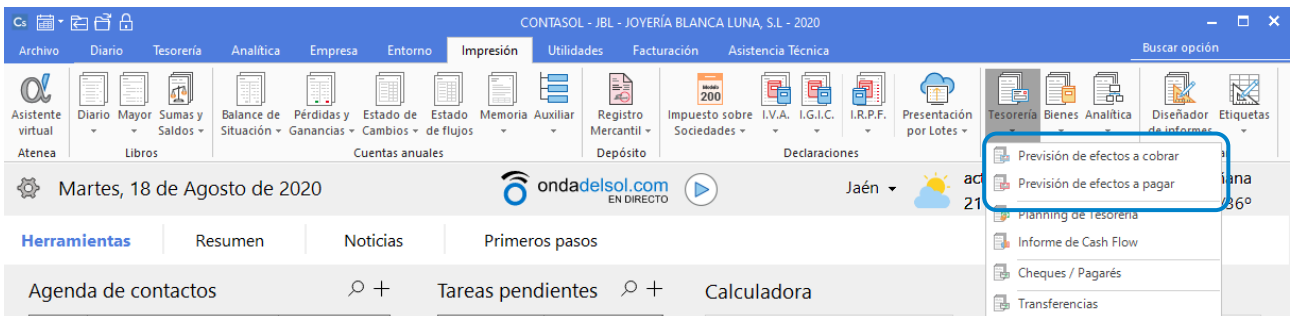 Cs
CONTASOL - JBL - JOYERÍA BLANCA LUNA, S.L - 2020
Archivo Diario Tesorería Analítica Empresa Entorno Impresión Utilidades Facturación Asistencia Técnica Buscar opción
Modelo
200
Asistente virtual
Diario Mayor Sumas y Saldos
Balance de Situación
Pérdidas y Ganancias
Estado de Cambios
Estado de flujos
Memoria Auxiliar
Registro Mercantil
Impuesto sobre Sociedades
I.V.A. I.G.I.C. I.R.P.F.
Presentación por Lotes
Tesorería Bienes Analítica
Diseñador de informes
Etiquetas
Atenea Libros Cuentas anuales Depósito Declaraciones
Previsión de efectos a cobrar
Previsión de efectos a pagar
Planning de Tesorería
Informe de Cash Flow
Cheques / Pagarés
Transferencias
Martes, 18 de Agosto de 2020
ondadelsol.com
EN DIRECTO
Jaén
Herramientas Resumen Noticias Primeros pasos
Agenda de contactos
Tareas pendientes
Calculadora